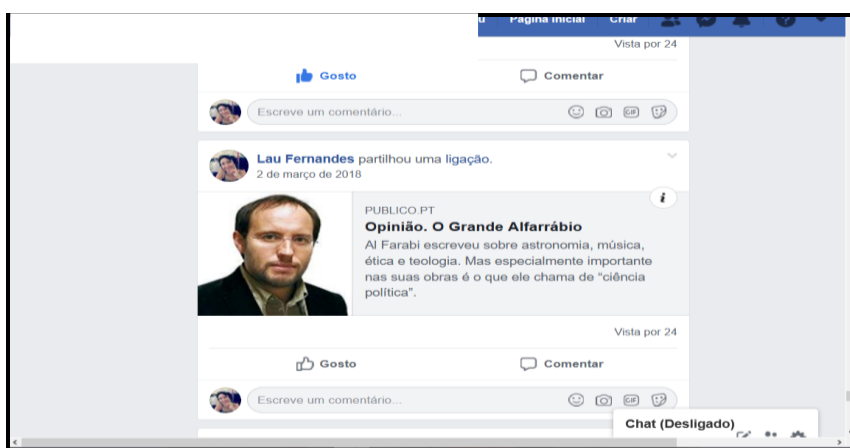 Página Inicial Criar
Vista por 24
Gosto Comentar
Escreve um comentário... GIF
Lau Fernandes partilhou uma ligação.
2 de março de 2018
i
PUBLICO.PT
Opinião. O Grande Alfarrábio
Al Farabi escreveu sobre astronomia, música,
ética e teologia. Mas especialmente importante
nas suas obras é o que ele chama de “ciência
política”.
Vista por 24
Gosto Comentar
Escreve um comentário... GIF
Chat (Desligado)